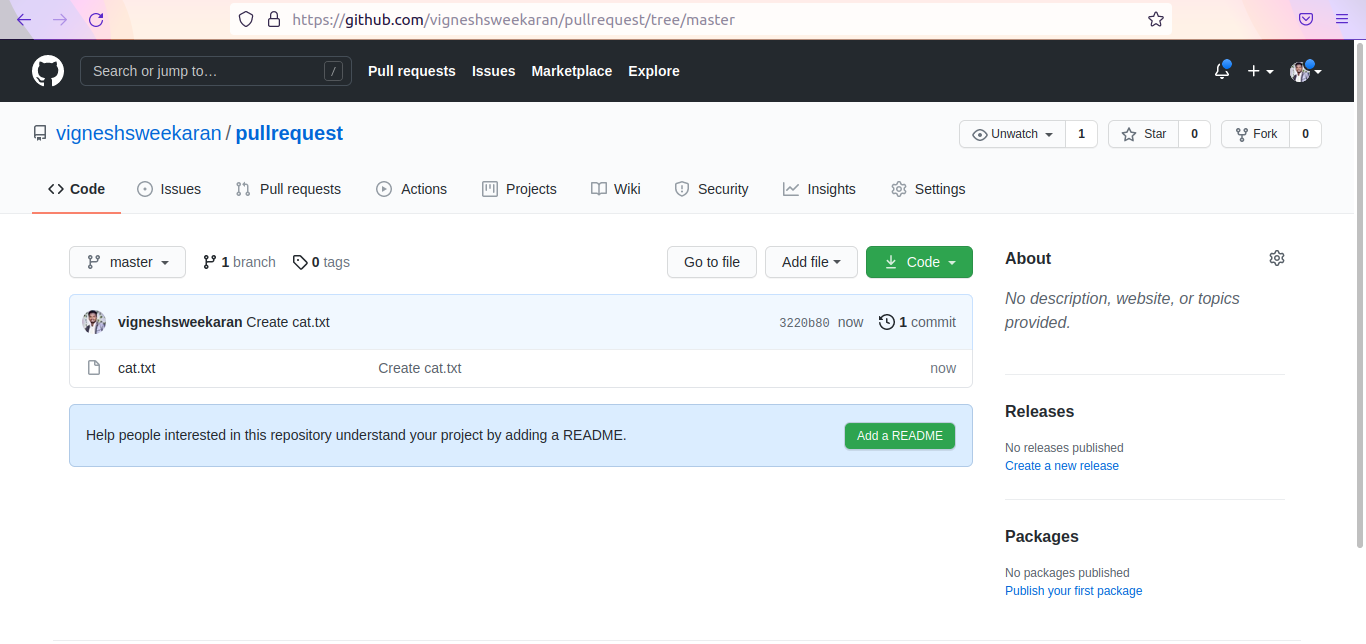 https://github.com/vigneshsweekaran/pullrequest/tree/master
Search or jump to… / Pull requests Issues Marketplace Explore
vigneshsweekaran / pullrequest Unwatch 1 Star 0 Fork 0
Code Issues Pull requests Actions Projects Wiki Security Insights Settings
master 1 branch 0 tags Go to file Add file Code
vigneshsweekaran Create cat.txt 3220b80 now 1 commit
cat.txt Create cat.txt now
Help people interested in this repository understand your project by adding a README. Add a README
About
No description, website, or topics
provided.
Releases
No releases published
Create a new release
Packages
No packages published
Publish your first package